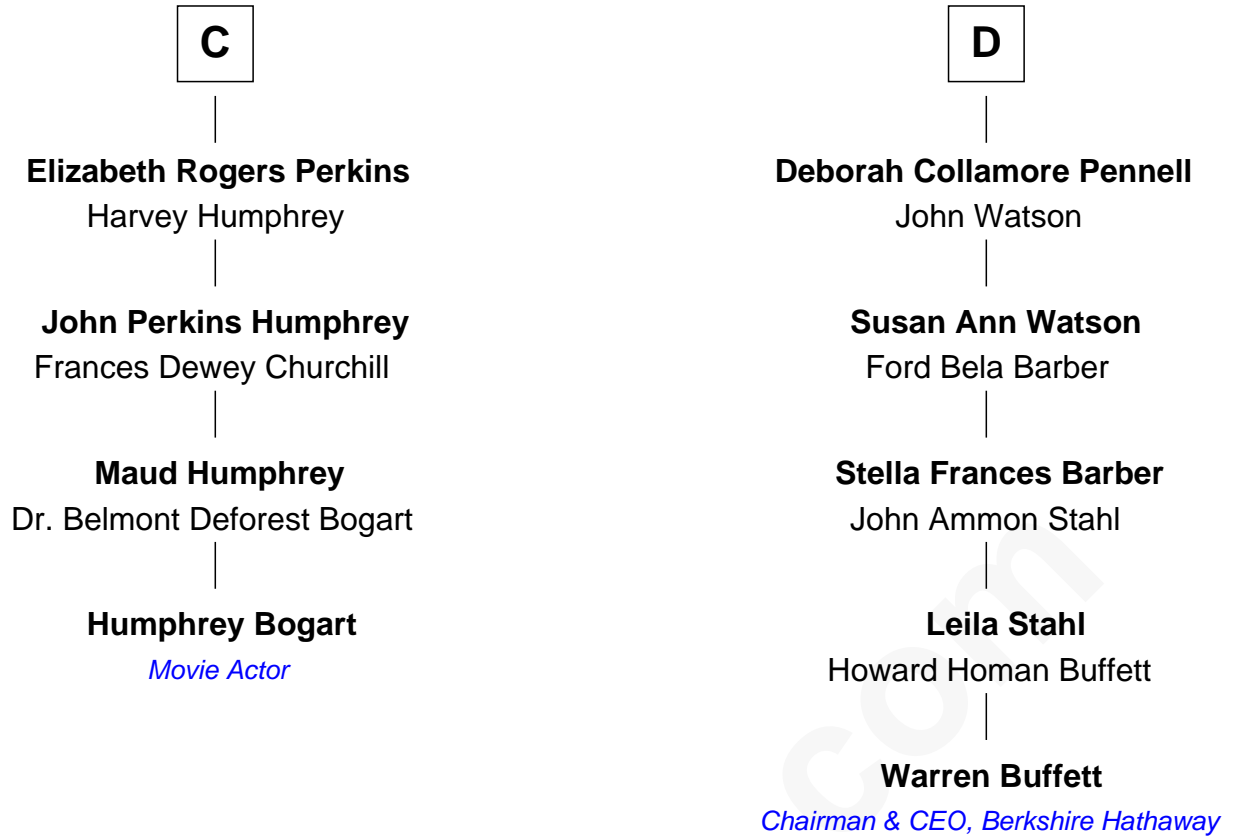 C
Elizabeth Rogers Perkins
Harvey Humphrey
John Perkins Humphrey
Frances Dewey Churchill
Maud Humphrey
Dr. Belmont Deforest Bogart
Humphrey Bogart
Movie Actor
D
Deborah Collamore Pennell
John Watson
Susan Ann Watson
Ford Bela Barber
Stella Frances Barber
John Ammon Stahl
Leila Stahl
Howard Homan Buffett
Warren Buffett
Chairman & CEO, Berkshire Hathaway
com